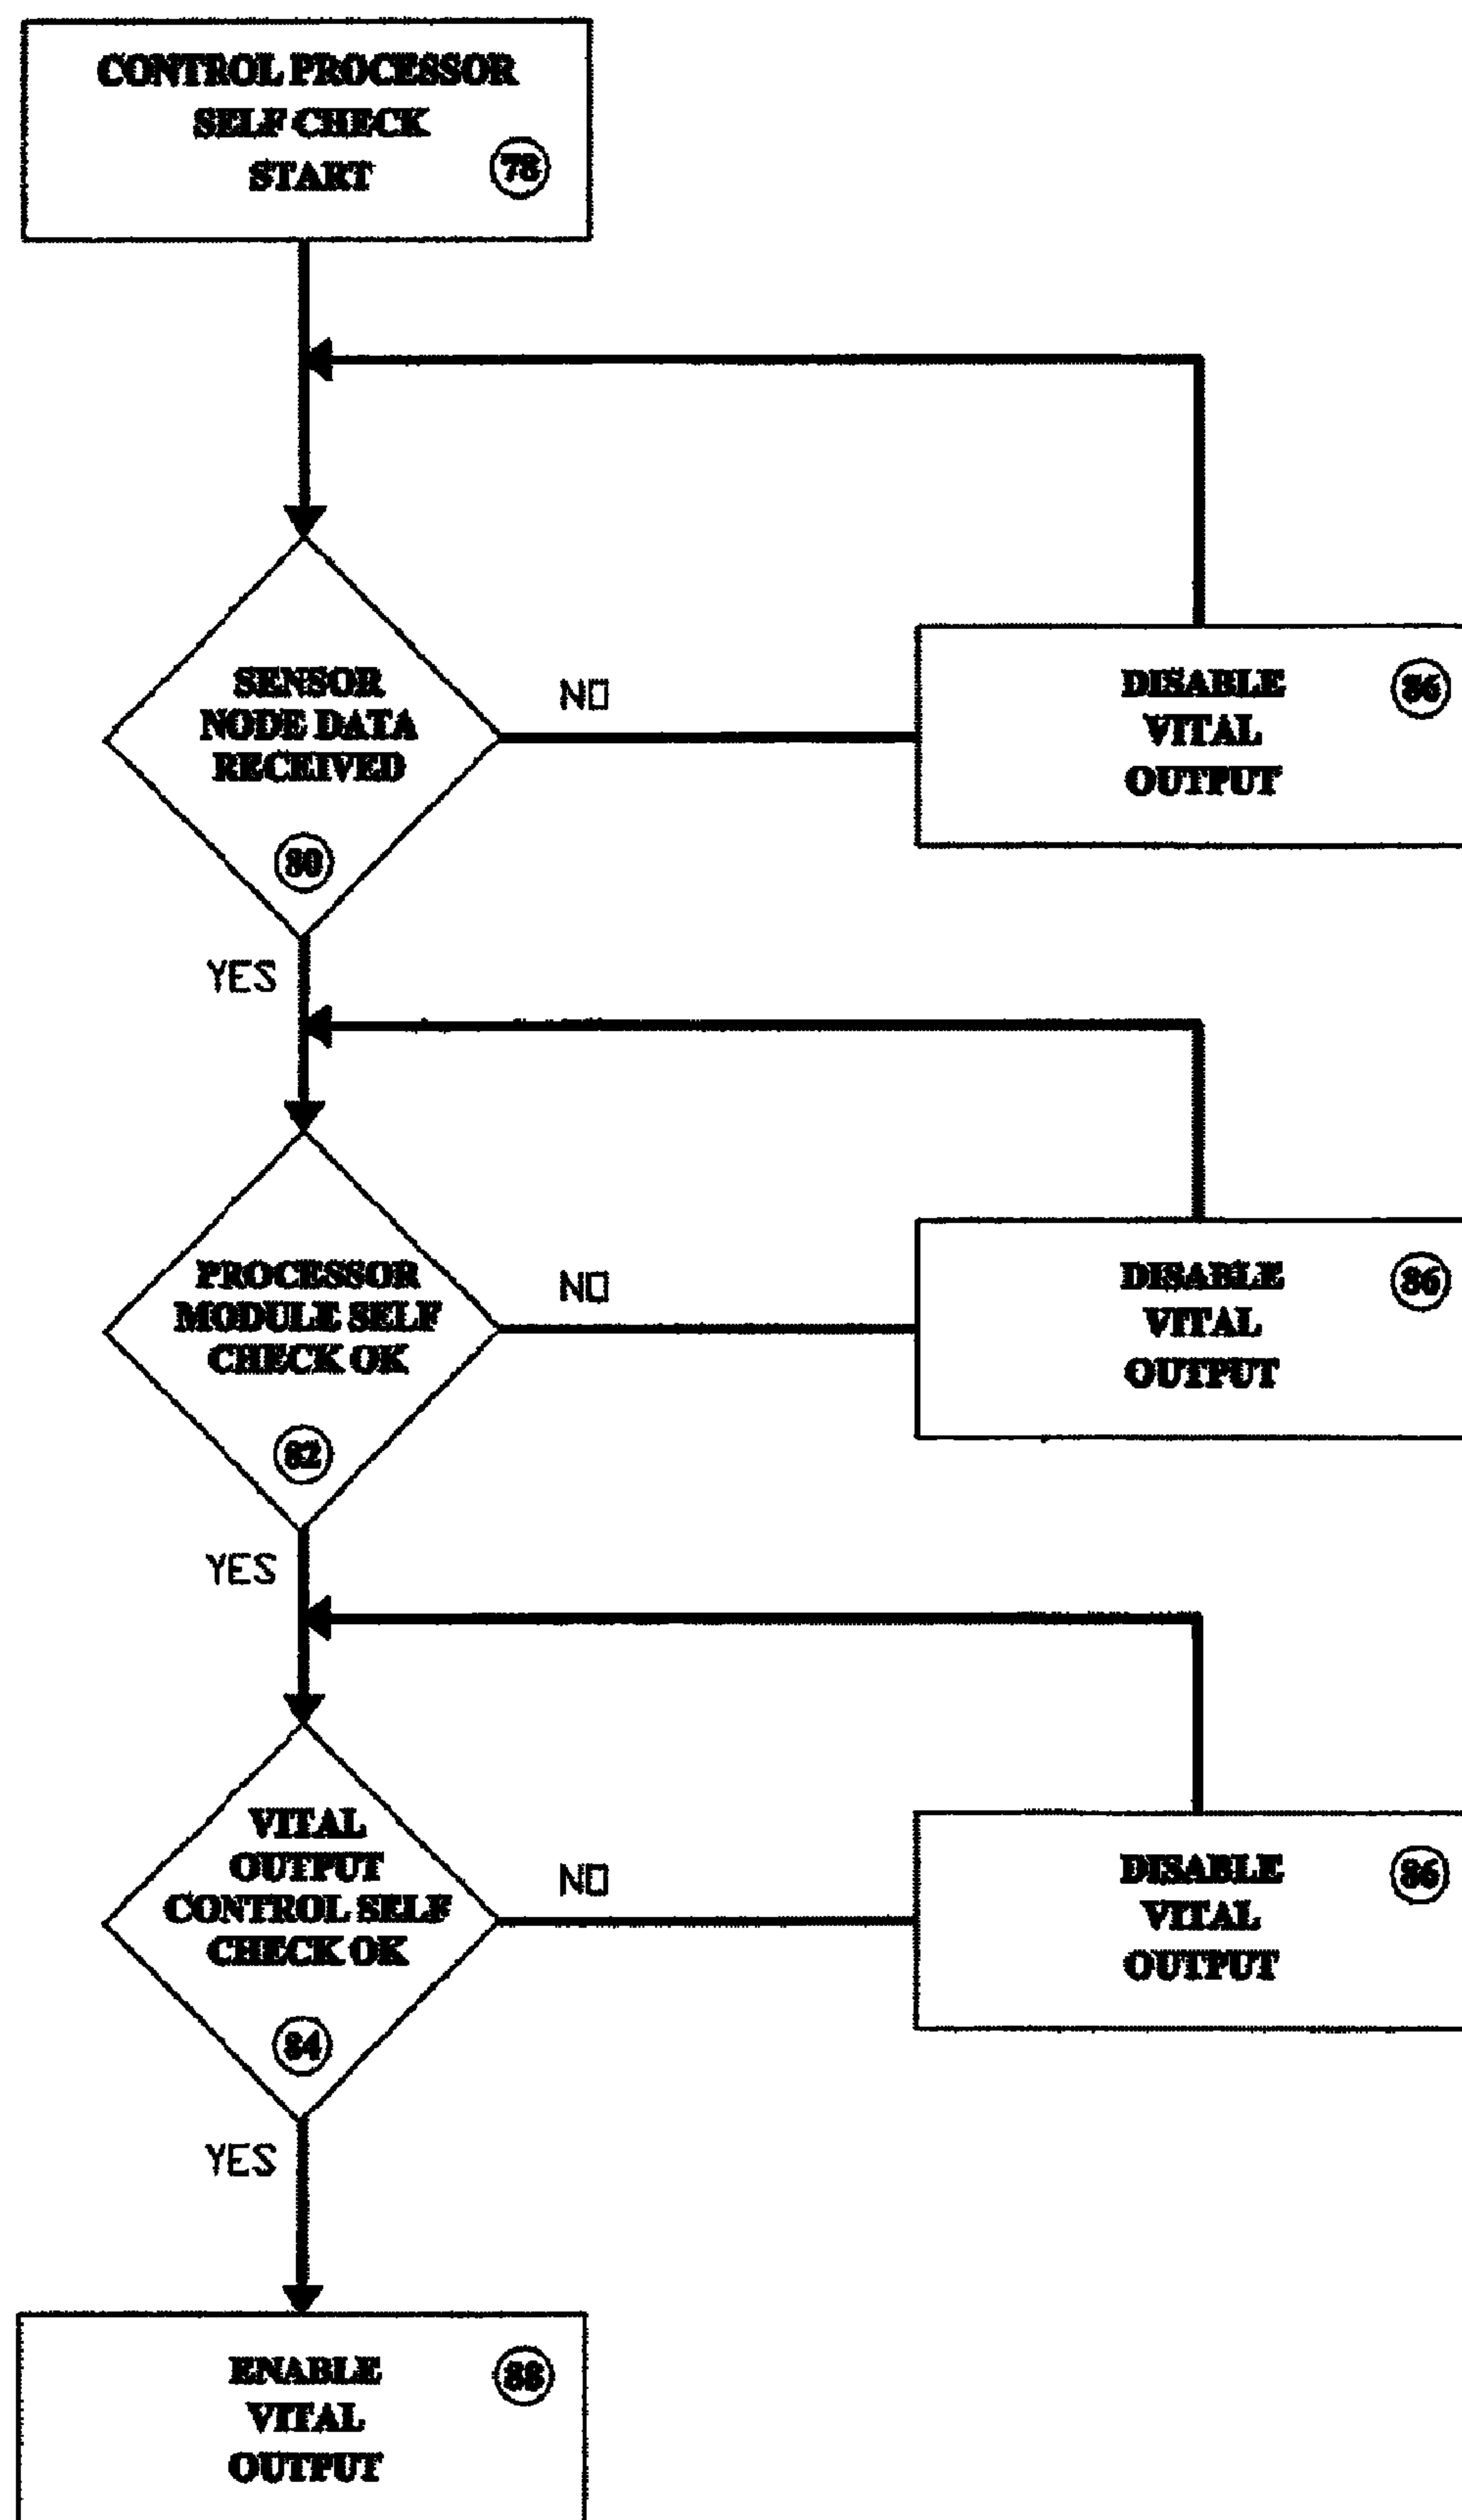 CONTROL PROCESSOR
SELF CHECK
START
78
SENSOR
NODE DATA
RECEIVED
80
NO
DISABLE
VITAL
OUTPUT
86
YES
PROCESSOR
MODULE SELF
CHECK OK
82
NO
DISABLE
VITAL
OUTPUT
86
YES
VITAL
OUTPUT
CONTROL SELF
CHECK OK
84
NO
DISABLE
VITAL
OUTPUT
86
YES
ENABLE
VITAL
OUTPUT
88